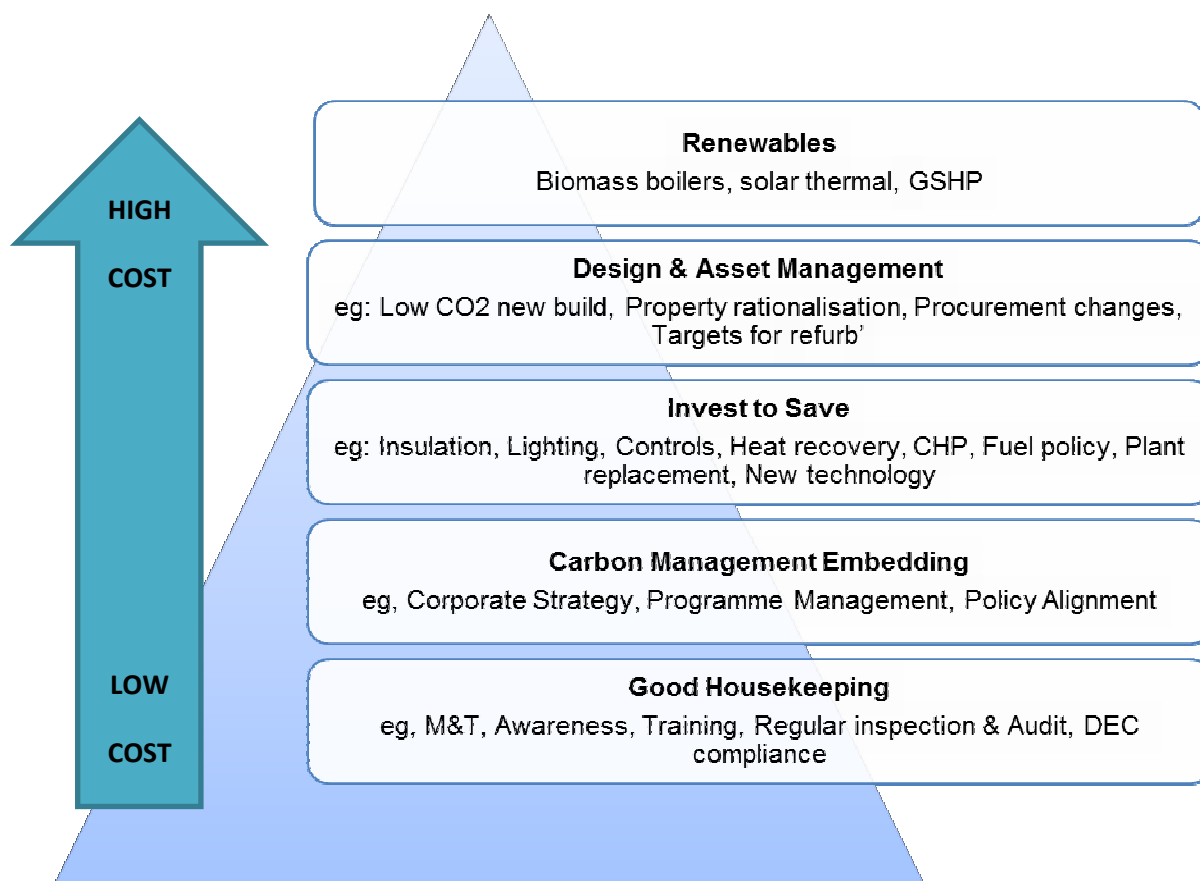 HIGH
COST
LOW
COST
Renewables
Biomass boilers, solar thermal, GSHP
Design & Asset Management
eg: Low CO2 new build, Property rationalisation, Procurement changes,
Targets for refurb’
Invest to Save
eg: Insulation, Lighting, Controls, Heat recovery, CHP, Fuel policy, Plant
replacement, New technology
Carbon Management Embedding
eg, Corporate Strategy, Programme Management, Policy Alignment
Good Housekeeping
eg, M&T, Awareness, Training, Regular inspection & Audit, DEC
compliance